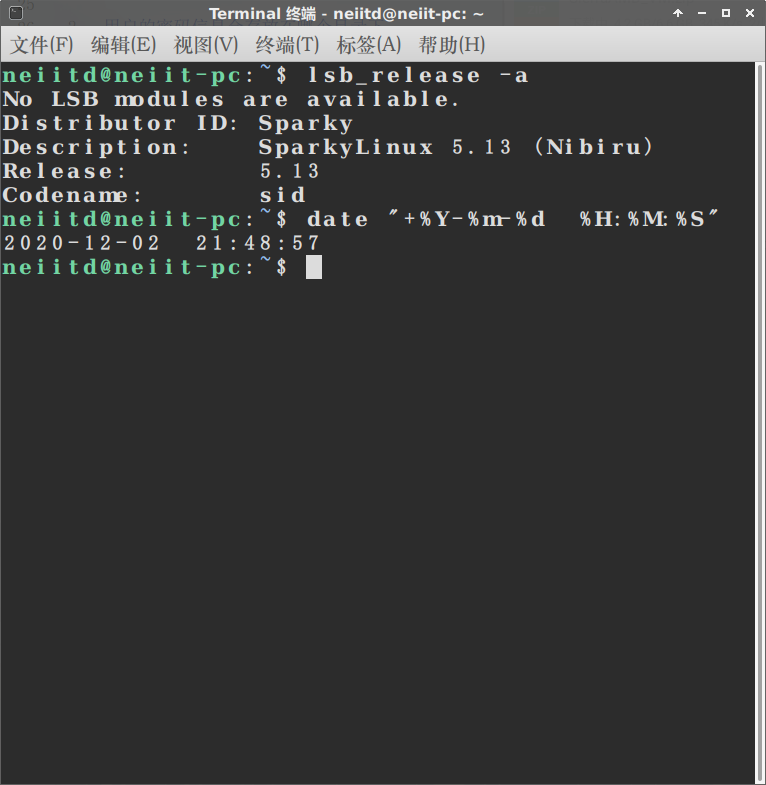 Terminal 终端 - neiitd@neiit-pc: ~
文件(F) 编辑(E) 视图(V) 终端(T) 标签(A) 帮助(H)
neiitd@neiit-pc:~$ lsb_release -a
No LSB modules are available.
Distributor ID: Sparky
Description:    SparkyLinux 5.13 (Nibiru)
Release:        5.13
Codename:       sid
neiitd@neiit-pc:~$ date "+%Y-%m-%d  %H:%M:%S"
2020-12-02  21:48:57
neiitd@neiit-pc:~$